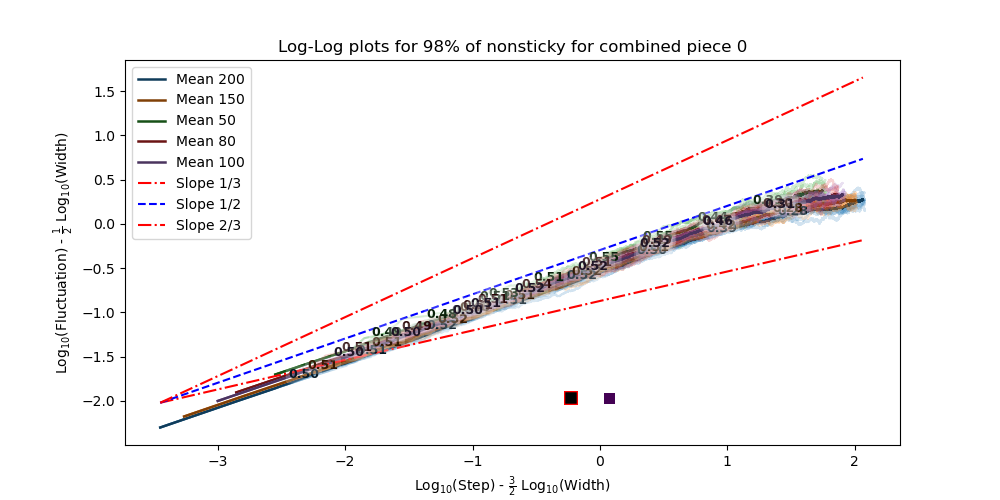 Log-Log plots for 98% of nonsticky for combined piece 0
Mean 200
Mean 150
Mean 50
Mean 80
Mean 100
Slope 1/3
Slope 1/2
Slope 2/3
1.5
1.0
0.5
0.0
−0.5
−1.0
−1.5
−2.0
Log₁₀(Fluctuation) - ½ Log₁₀(Width)
0.50
0.51
0.50
0.50
0.49
0.48
0.50
0.51
0.52
0.51
0.52
0.55
0.52
0.55
0.46
0.39
0.31
−3
−2
−1
0
1
2
Log₁₀(Step) - 3/2 Log₁₀(Width)